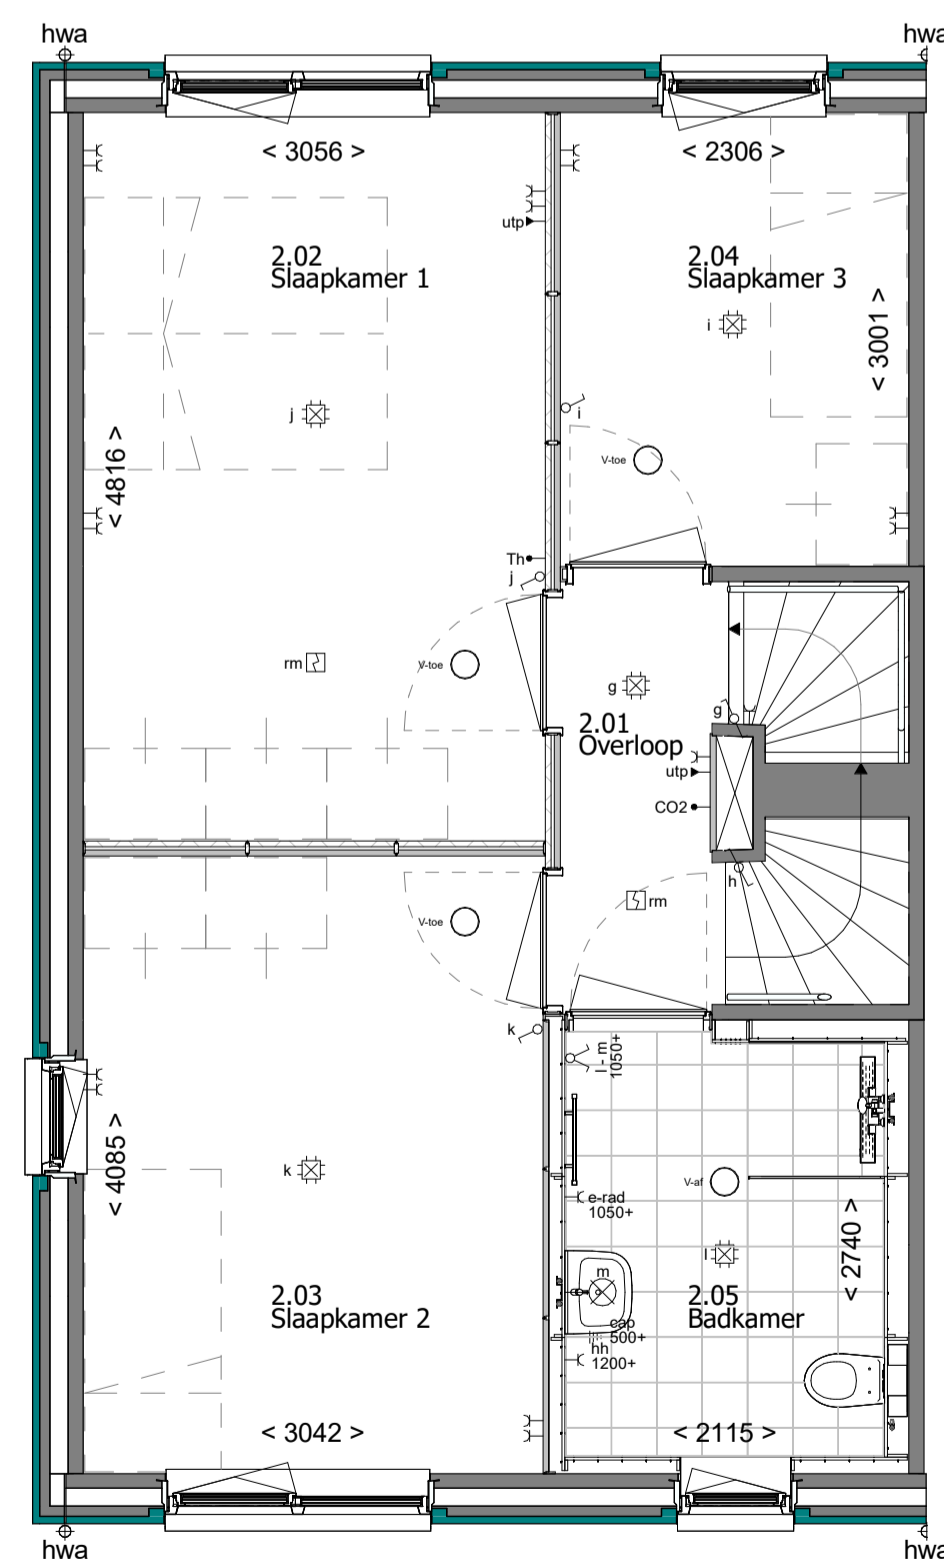 hwa
hwa
< 3056 >
< 2306 >
utp
2.02
Slaapkamer 1
2.04
Slaapkamer 3
i
< 3001 >
j
i
< 4816 >
V-toe
Th
j
rm
V-toe
g
g
2.01
Overloop
utp
CO2
h
rm
V-toe
k
l - m
1050+
< 4085 >
k
V-af
e-rad
1050+
l
< 2740 >
m
2.03
Slaapkamer 2
2.05
Badkamer
cap
500+
hh
1200+
< 3042 >
< 2115 >
hwa
hwa